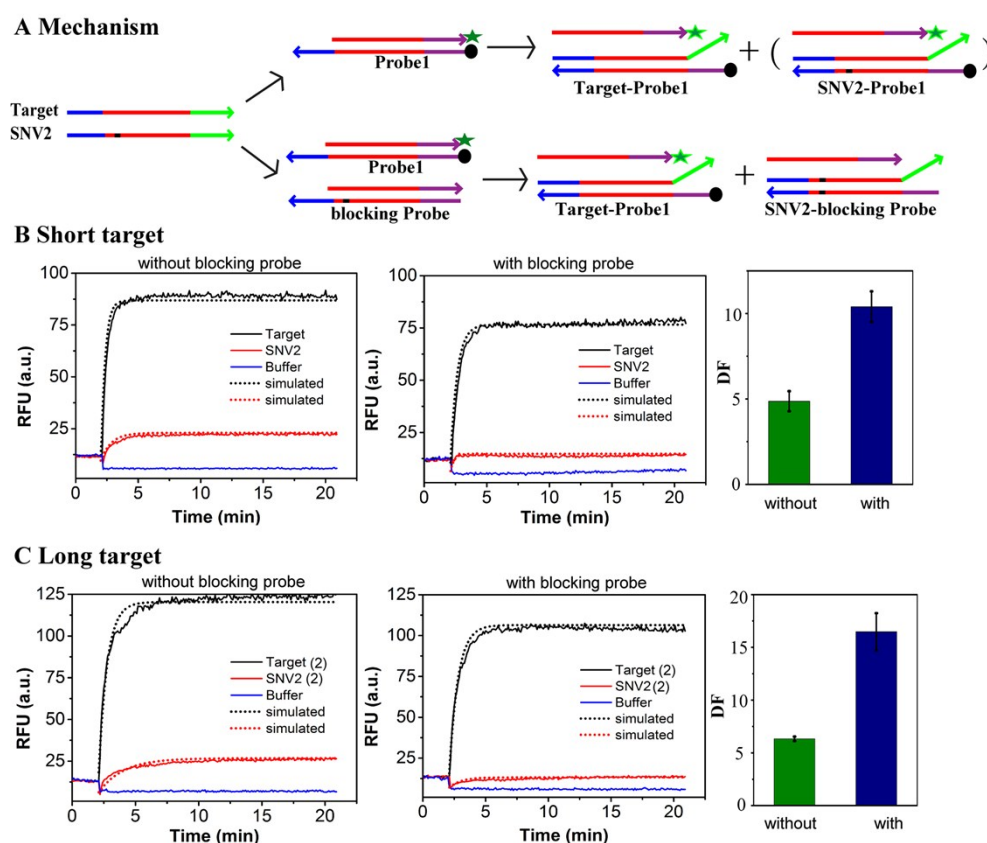 A Mechanism
Target
SNV2
Probe1
Target-Probe1
+
(
SNV2-Probe1
)
Probe1
blocking Probe
Target-Probe1
+
SNV2-blocking Probe
B Short target
without blocking probe
100
75
50
25
RFU (a.u.)
Target
SNV2
Buffer
simulated
simulated
0 5 10 15 20
Time (min)
with blocking probe
100
75
50
25
RFU (a.u.)
Target
SNV2
Buffer
simulated
simulated
0 5 10 15 20
Time (min)
10
5
0
DF
without with
C Long target
without blocking probe
125
100
75
50
25
RFU (a.u.)
Target (2)
SNV2 (2)
Buffer
simulated
simulated
0 5 10 15 20
Time (min)
with blocking probe
125
100
75
50
25
RFU (a.u.)
Target (2)
SNV2 (2)
Buffer
simulated
simulated
0 5 10 15 20
Time (min)
20
15
10
5
0
DF
without with